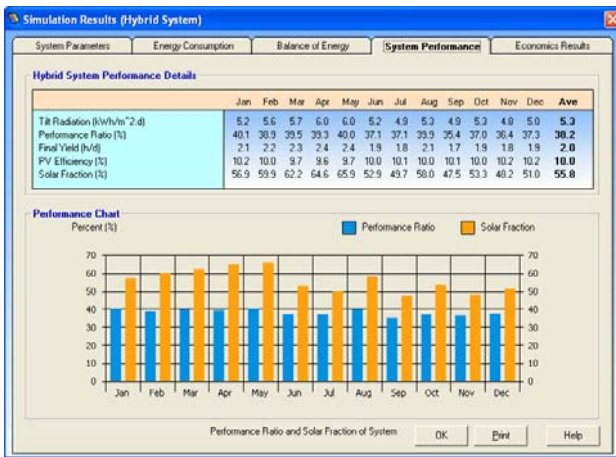 Simulation Results (Hybrid System)
System Parameters Energy Consumption Balance of Energy System Performance Economics Results
Hybrid System Performance Details
Jan Feb Mar Apr May Jun Jul Aug Sep Oct Nov Dec Ave
Tilt Radiation (kWh/m^2.d) 5.2 5.6 5.7 6.0 6.0 5.2 4.9 5.3 4.9 5.3 4.8 5.0 5.3
Performance Ratio (%) 40.1 38.9 39.5 39.3 40.0 37.1 37.1 39.9 35.4 37.0 36.4 37.3 38.2
Final Yield (h/d) 2.1 2.2 2.3 2.4 2.4 1.9 1.8 2.1 1.7 1.9 1.8 1.9 2.0
PV Efficiency (%) 10.2 10.0 9.7 9.6 9.7 10.0 10.1 10.0 10.1 10.0 10.2 10.2 10.0
Solar Fraction (%) 56.9 59.9 62.2 64.6 65.9 52.9 49.7 58.0 47.5 53.3 48.2 51.0 55.8
Performance Chart
Percent (%) Performance Ratio Solar Fraction
70 70
60 60
50 50
40 40
30 30
20 20
10 10
0 0
Jan Feb Mar Apr May Jun Jul Aug Sep Oct Nov Dec
Performance Ratio and Solar Fraction of System OK Print Help